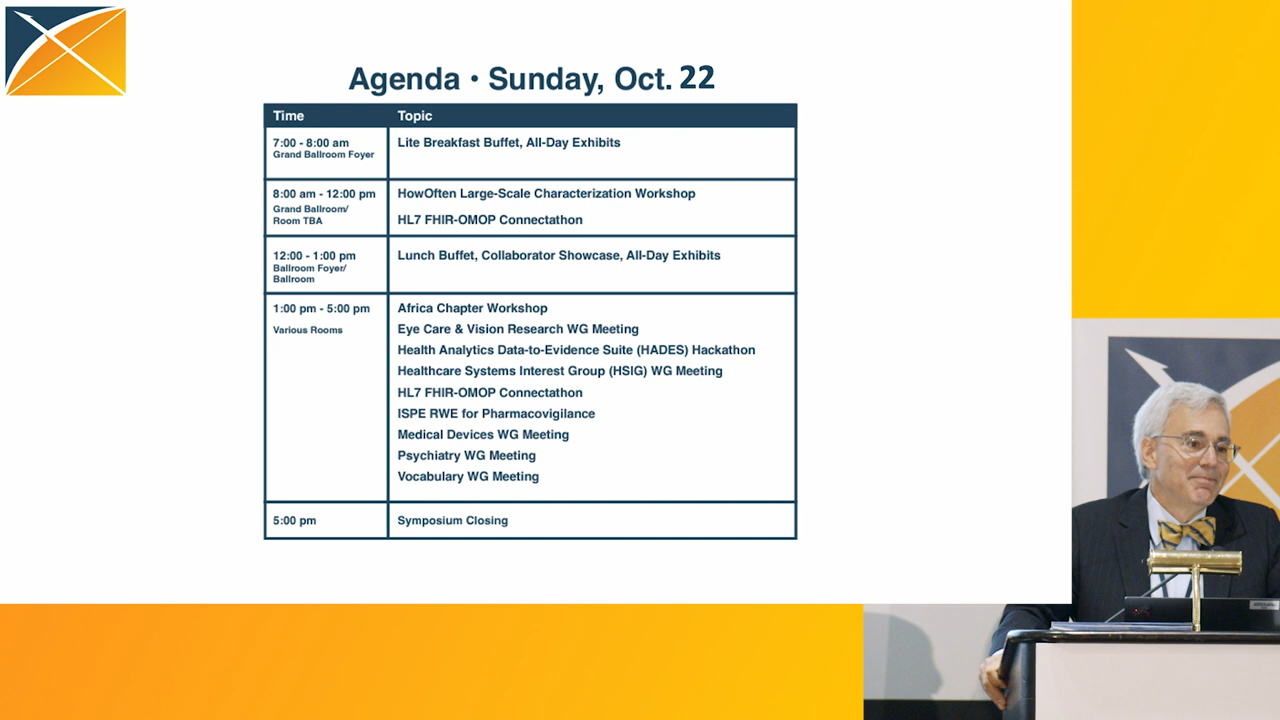 Agenda • Sunday, Oct. 22
Time
Topic
7:00 - 8:00 am
Grand Ballroom Foyer
Lite Breakfast Buffet, All-Day Exhibits
8:00 am - 12:00 pm
Grand Ballroom/
Room TBA
HowOften Large-Scale Characterization Workshop
HL7 FHIR-OMOP Connectathon
12:00 - 1:00 pm
Ballroom Foyer/
Ballroom
Lunch Buffet, Collaborator Showcase, All-Day Exhibits
1:00 pm - 5:00 pm
Various Rooms
Africa Chapter Workshop
Eye Care & Vision Research WG Meeting
Health Analytics Data-to-Evidence Suite (HADES) Hackathon
Healthcare Systems Interest Group (HSIG) WG Meeting
HL7 FHIR-OMOP Connectathon
ISPE RWE for Pharmacovigilance
Medical Devices WG Meeting
Psychiatry WG Meeting
Vocabulary WG Meeting
5:00 pm
Symposium Closing